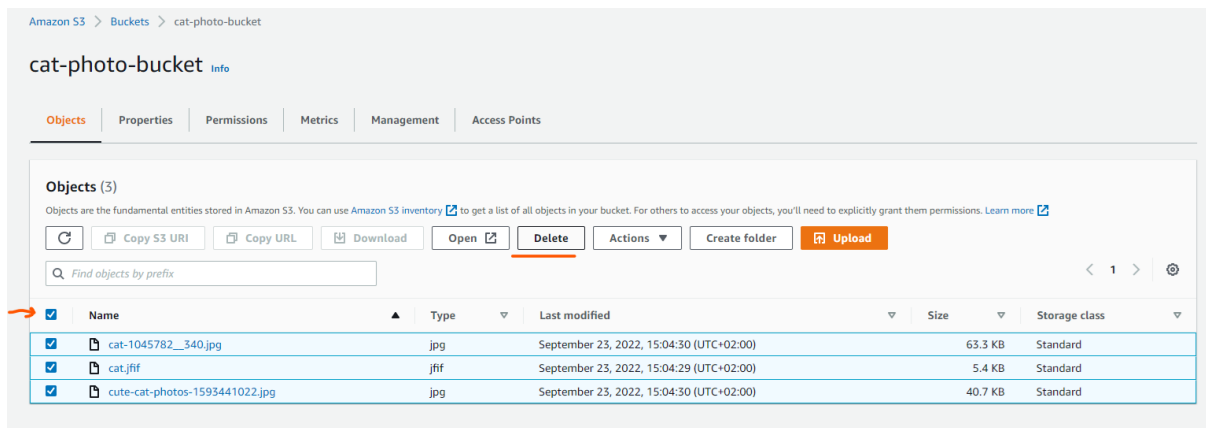 Amazon S3 > Buckets > cat-photo-bucket
cat-photo-bucket Info
Objects Properties Permissions Metrics Management Access Points
Objects (3)
Objects are the fundamental entities stored in Amazon S3. You can use Amazon S3 inventory to get a list of all objects in your bucket. For others to access your objects, you'll need to explicitly grant them permissions. Learn more
Copy S3 URI Copy URL Download Open Delete Actions Create folder Upload
Find objects by prefix < 1 >
Name Type Last modified Size Storage class
cat-1045782__340.jpg jpg September 23, 2022, 15:04:30 (UTC+02:00) 63.3 KB Standard
cat.jfif jfif September 23, 2022, 15:04:29 (UTC+02:00) 5.4 KB Standard
cute-cat-photos-1593441022.jpg jpg September 23, 2022, 15:04:30 (UTC+02:00) 40.7 KB Standard